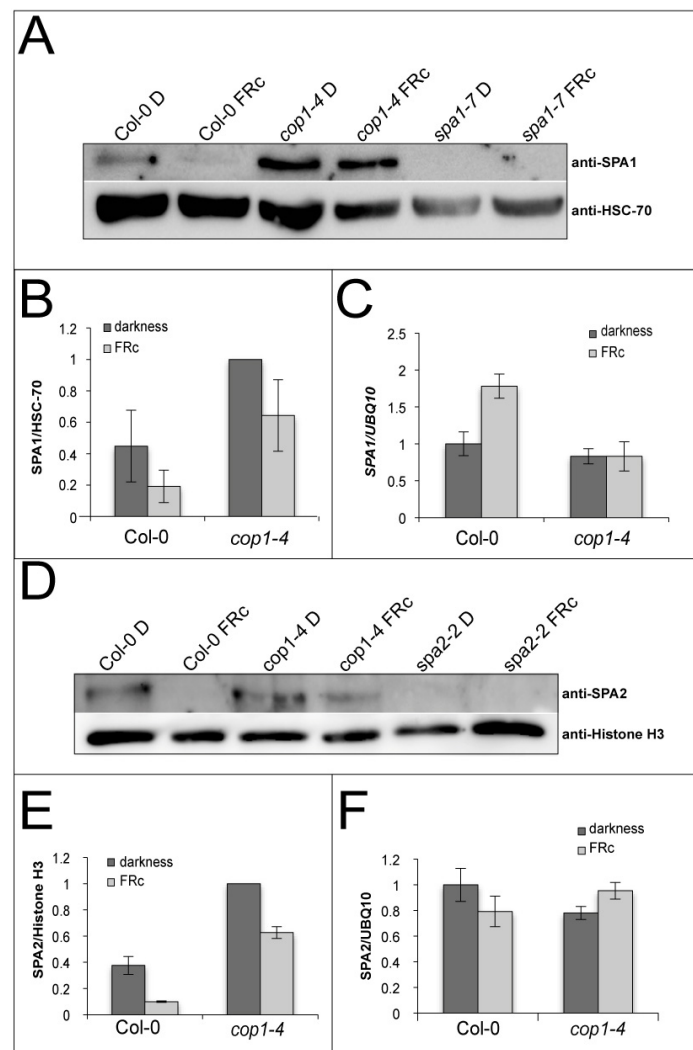 A
Col-0 D
Col-0 FRc
cop1-4 D
cop1-4 FRc
spa1-7 D
spa1-7 FRc
anti-SPA1
anti-HSC-70
B
darkness
FRc
SPA1/HSC-70
1.2
1
0.8
0.6
0.4
0.2
0
Col-0
cop1-4
C
darkness
FRc
SPA1/UBQ10
2.5
2
1.5
1
0.5
0
Col-0
cop1-4
D
Col-0 D
Col-0 FRc
cop1-4 D
cop1-4 FRc
spa2-2 D
spa2-2 FRc
anti-SPA2
anti-Histone H3
E
darkness
FRc
SPA2/Histone H3
1.2
1
0.8
0.6
0.4
0.2
0
Col-0
cop1-4
F
darkness
FRc
SPA2/UBQ10
1.2
1
0.8
0.6
0.4
0.2
0
Col-0
cop1-4